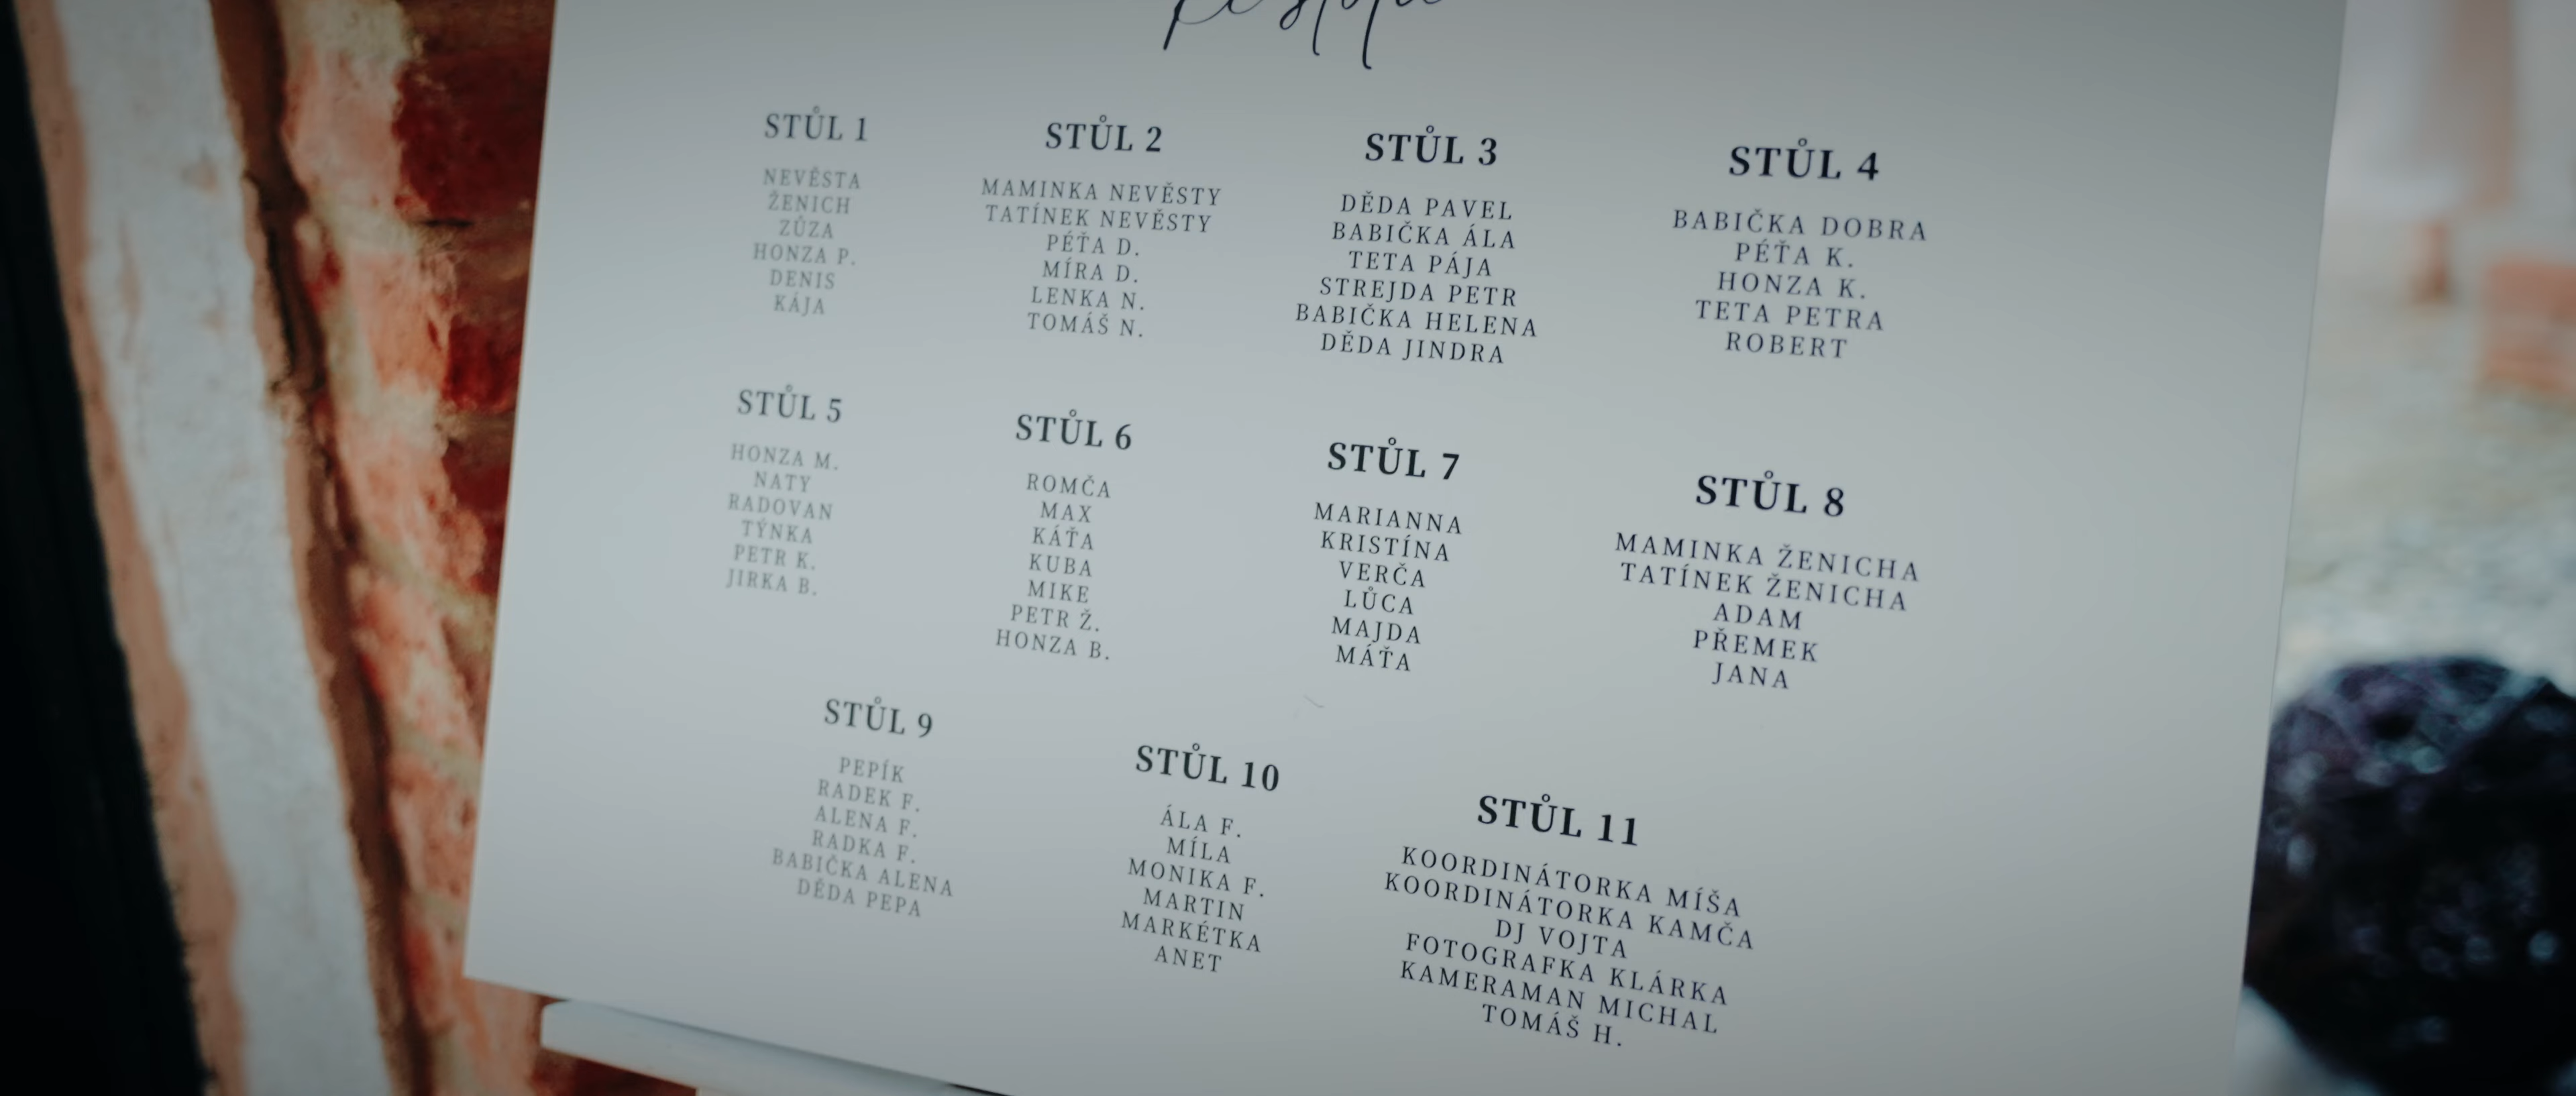 ke stolu
STŮL 1
NEVĚSTA
ŽENICH
ZŮZA
HONZA P.
DENIS
KÁJA
STŮL 2
MAMINKA NEVĚSTY
TATÍNEK NEVĚSTY
PÉŤA D.
MÍRA D.
LENKA N.
TOMÁŠ N.
STŮL 3
DĚDA PAVEL
BABIČKA ÁLA
TETA PÁJA
STREJDA PETR
BABIČKA HELENA
DĚDA JINDRA
STŮL 4
BABIČKA DOBRA
PÉŤA K.
HONZA K.
TETA PETRA
ROBERT
STŮL 5
HONZA M.
NATY
RADOVAN
TÝNKA
PETR K.
JIRKA B.
STŮL 6
ROMČA
MAX
KÁŤA
KUBA
MIKE
PETR Ž.
HONZA B.
STŮL 7
MARIANNA
KRISTÍNA
VERČA
LŮCA
MAJDA
MÁŤA
STŮL 8
MAMINKA ŽENICHA
TATÍNEK ŽENICHA
ADAM
PŘEMEK
JANA
STŮL 9
PEPÍK
RADEK F.
ALENA F.
RADKA F.
BABIČKA ALENA
DĚDA PEPA
STŮL 10
ÁLA F.
MÍLA
MONIKA F.
MARTIN
MARKÉTKA
ANET
STŮL 11
KOORDINÁTORKA MÍŠA
KOORDINÁTORKA KAMČA
DJ VOJTA
FOTOGRAFKA KLÁRKA
KAMERAMAN MICHAL
TOMÁŠ H.